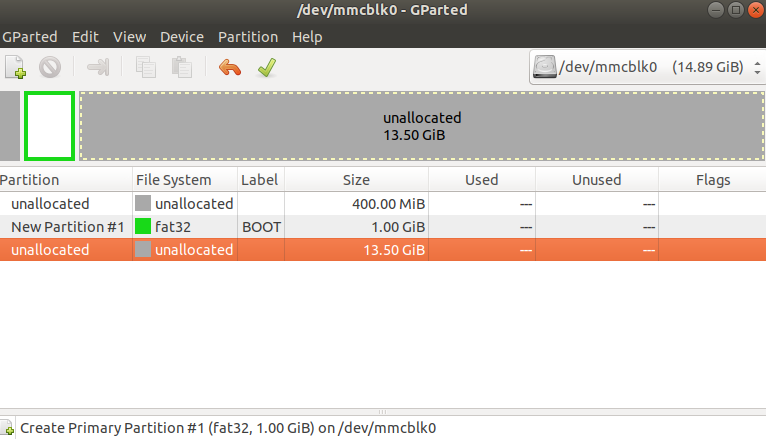 /dev/mmcblk0 - GParted
GParted Edit View Device Partition Help
/dev/mmcblk0 (14.89 GiB)
unallocated
13.50 GiB
Partition File System Label Size Used Unused Flags
unallocated unallocated 400.00 MiB --- ---
New Partition #1 fat32 BOOT 1.00 GiB --- ---
unallocated unallocated 13.50 GiB --- ---
Create Primary Partition #1 (fat32, 1.00 GiB) on /dev/mmcblk0